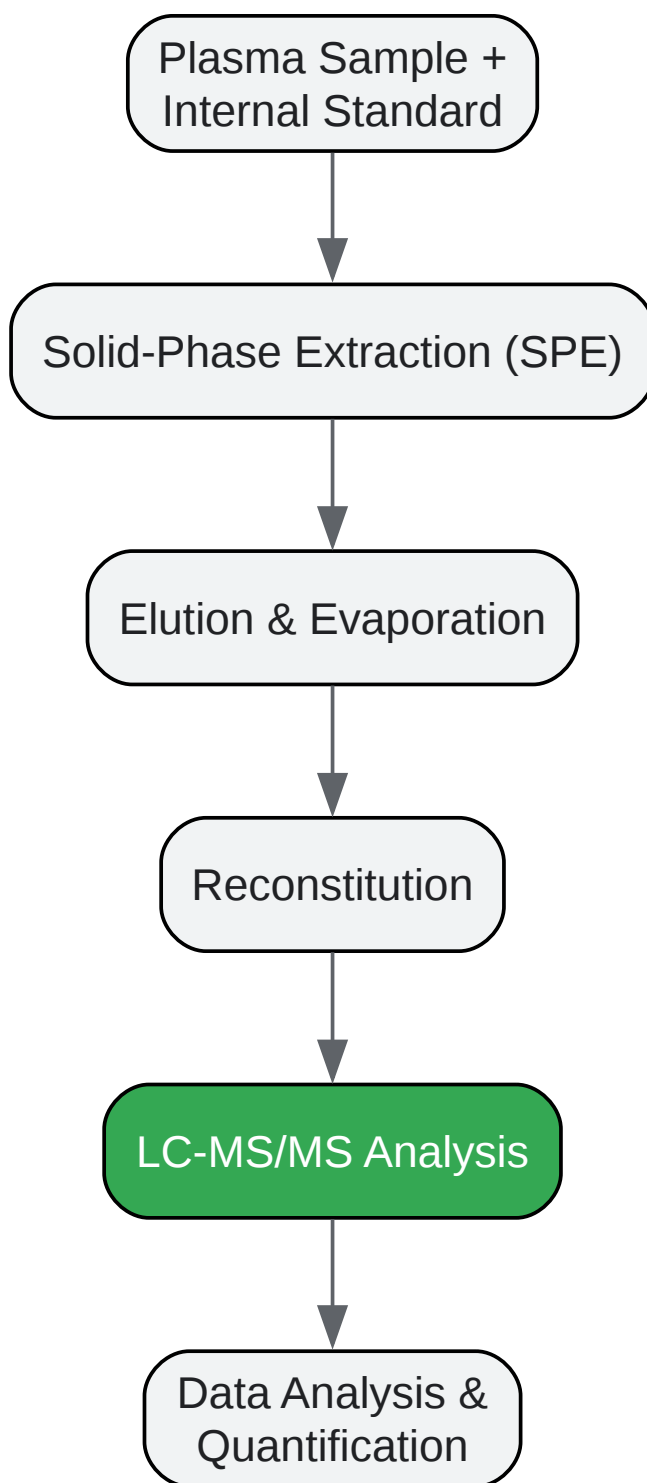 Plasma Sample +
Internal Standard
Solid-Phase Extraction (SPE)
Elution & Evaporation
Reconstitution
LC-MS/MS Analysis
Data Analysis &
Quantification